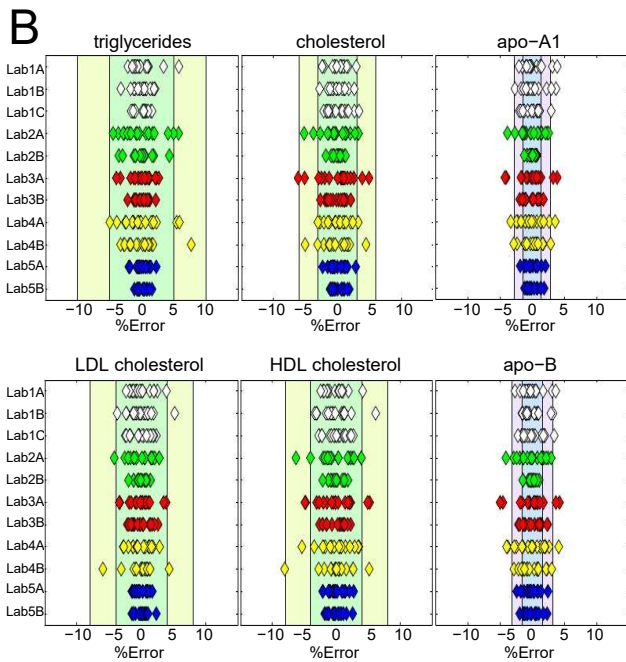 B
triglycerides cholesterol apo−A1
Lab1A
Lab1B
Lab1C
Lab2A
Lab2B
Lab3A
Lab3B
Lab4A
Lab4B
Lab5A
Lab5B
−10 −5 0 5 10 −10 −5 0 5 10 −10 −5 0 5 10
%Error %Error %Error
LDL cholesterol HDL cholesterol apo−B
Lab1A
Lab1B
Lab1C
Lab2A
Lab2B
Lab3A
Lab3B
Lab4A
Lab4B
Lab5A
Lab5B
−10 −5 0 5 10 −10 −5 0 5 10 −10 −5 0 5 10
%Error %Error %Error